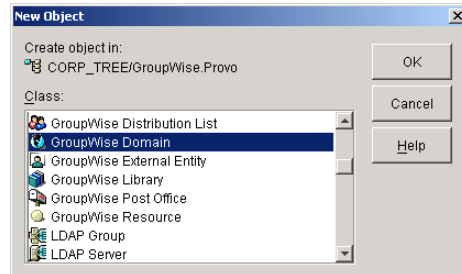 New Object
Create object in:
CORP_TREE/GroupWise.Provo
OK
Class:
Cancel
GroupWise Distribution List
GroupWise Domain
Help
GroupWise External Entity
GroupWise Library
GroupWise Post Office
GroupWise Resource
LDAP Group
LDAP Server